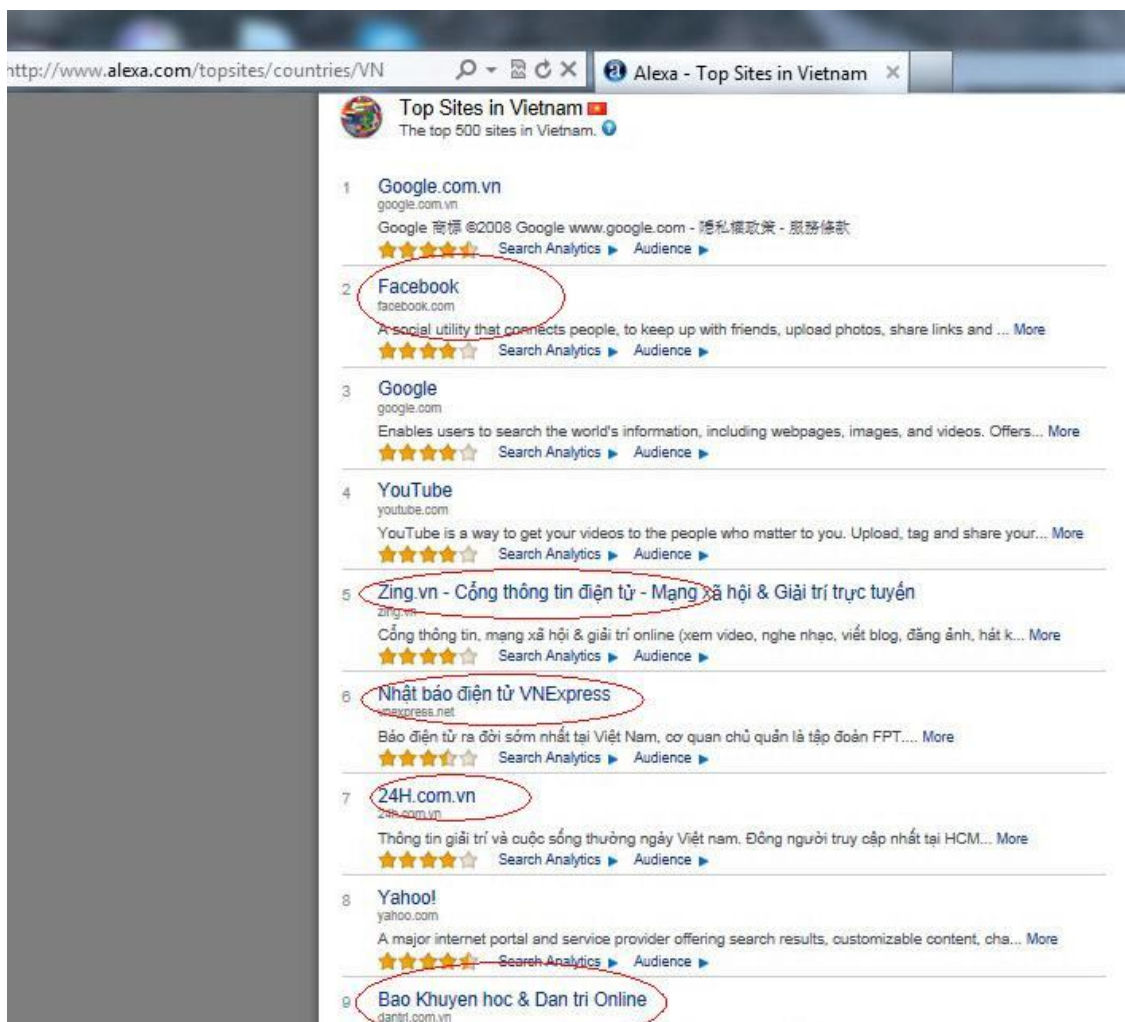 http://www.alexa.com/topsites/countries/VN
Alexa - Top Sites in Vietnam
Top Sites in Vietnam
The top 500 sites in Vietnam.
1 Google.com.vn
google.com.vn
Google 商標 ©2008 Google www.google.com - 隱私權政策 - 服務條款
Search Analytics Audience
2 Facebook
facebook.com
A social utility that connects people, to keep up with friends, upload photos, share links and ... More
Search Analytics Audience
3 Google
google.com
Enables users to search the world's information, including webpages, images, and videos. Offers... More
Search Analytics Audience
4 YouTube
youtube.com
YouTube is a way to get your videos to the people who matter to you. Upload, tag and share your... More
Search Analytics Audience
5 Zing.vn - Cổng thông tin điện tử - Mạng xã hội & Giải trí trực tuyến
zing.vn
Cổng thông tin, mạng xã hội & giải trí online (xem video, nghe nhạc, viết blog, đăng ảnh, hát k... More
Search Analytics Audience
6 Nhật báo điện tử VNExpress
vnexpress.net
Báo điện tử ra đời sớm nhất tại Việt Nam, cơ quan chủ quản là tập đoàn FPT.... More
Search Analytics Audience
7 24H.com.vn
24h.com.vn
Thông tin giải trí và cuộc sống thường ngày Việt nam. Đông người truy cập nhất tại HCM... More
Search Analytics Audience
8 Yahoo!
yahoo.com
A major internet portal and service provider offering search results, customizable content, cha... More
Search Analytics Audience
9 Bao Khuyen hoc & Dan tri Online
dantri.com.vn